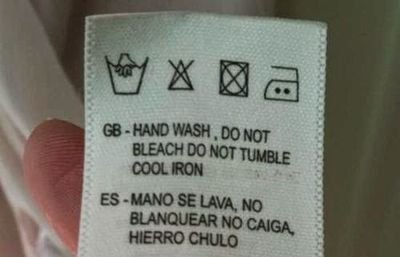 GB - HAND WASH , DO NOT
BLEACH DO NOT TUMBLE
COOL IRON
ES - MANO SE LAVA, NO
BLANQUEAR NO CAIGA,
HIERRO CHULO